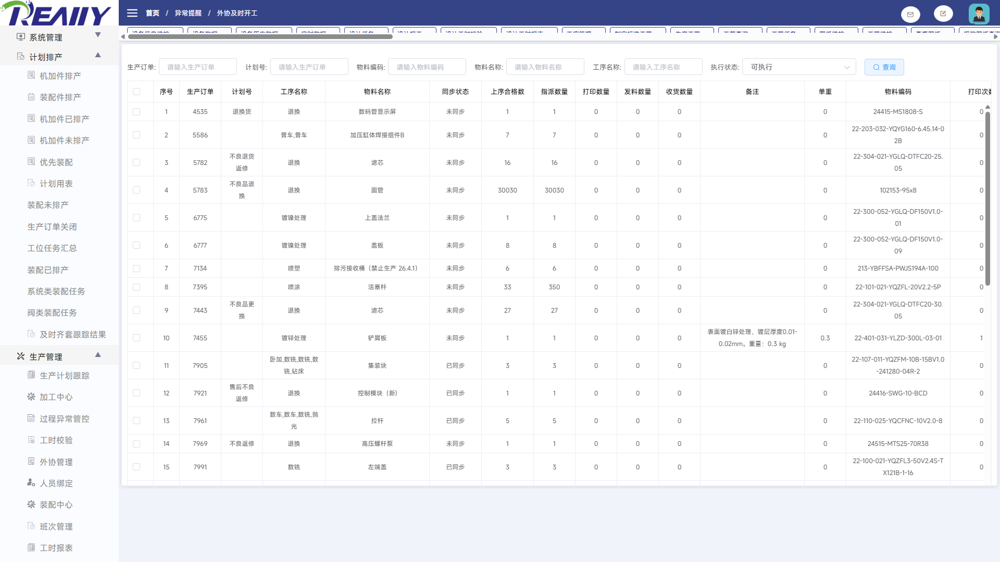 REAllY
首页 / 异常提醒 / 外协及时开工
系统管理
计划排产
机加件排产
装配件排产
机加件已排产
机加件未排产
优先装配
计划用表
装配未排产
生产订单关闭
工位任务汇总
装配已排产
系统类装配任务
阀类装配任务
及时齐套跟踪结果
生产管理
生产计划跟踪
加工中心
过程异常管控
工时校验
外协管理
人员绑定
装配中心
班次管理
工时报表
生产订单: 请输入生产订单 计划号: 请输入生产订单 物料编码: 请输入物料编码 物料名称: 请输入物料名称 工序名称: 请输入工序名称 执行状态: 可执行 查询
序号 生产订单 计划号 工序名称 物料名称 同步状态 上序合格数 指派数量 打印数量 发料数量 收货数量 备注 单重 物料编码 打印次数
1 4535 退换货 退换 数码管显示屏 未同步 1 1 0 0 0 0 24415-MS1808-S 0
2 5586 普车,普车 加压缸体焊接组件B 未同步 7 7 0 0 0 0 22-203-032-YQYG160-6.45.14-0
2B 0
3 5782 不良退货
返修 退换 滤芯 未同步 16 16 0 0 0 0 22-304-021-YGLQ-DTFC20-25.
05 0
4 5783 不良品退
换 退换 圆管 未同步 30030 30030 0 0 0 0 102153-95x8 0
5 6775 镀镍处理 上盖法兰 未同步 1 1 0 0 0 0 22-300-052-YGLQ-DF150V1.0-
01 0
6 6777 镀镍处理 盖板 未同步 8 8 0 0 0 0 22-300-052-YGLQ-DF150V1.0-
09 0
7 7134 喷塑 排污接收桶（禁止生产 26.4.1） 未同步 6 6 0 0 0 0 213-YBFFSA-PWJS194A-100 0
8 7395 喷涂 活塞杆 未同步 33 350 0 0 0 0 22-101-021-YQZFL-20V2.2-5P 0
9 7443 不良品更
换 退换 滤芯 未同步 27 27 0 0 0 0 22-304-021-YGLQ-DTFC20-30.
05 0
10 7455 镀锌处理 铲屑板 未同步 1 1 0 0 0 表面镀白锌处理，镀层厚度0.01-
0.02mm。重量：0.3 kg 0.3 22-401-031-YLZD-300L-03-01 1
11 7905 卧加,数铣,数铣,数
铣,钻床 集装块 已同步 3 3 0 0 0 0 22-107-011-YQZFM-10B-15BV1.0
-241280-04R-2 0
12 7921 售后不良
返修 退换 控制模块（新） 已同步 1 1 0 0 0 0 24416-SWG-10-BCD 0
13 7961 数车,数车,数铣,抛
光 拉杆 已同步 5 5 0 0 0 0 22-110-025-YQCFNC-10V2.0-8 0
14 7969 不良返修 退换 高压螺杆泵 未同步 1 1 0 0 0 0 24515-MTS25-70R38 0
15 7991 数铣 左端盖 已同步 3 3 0 0 0 0 22-100-021-YQZFL3-50V2.4S-T
X121B-1-16 0